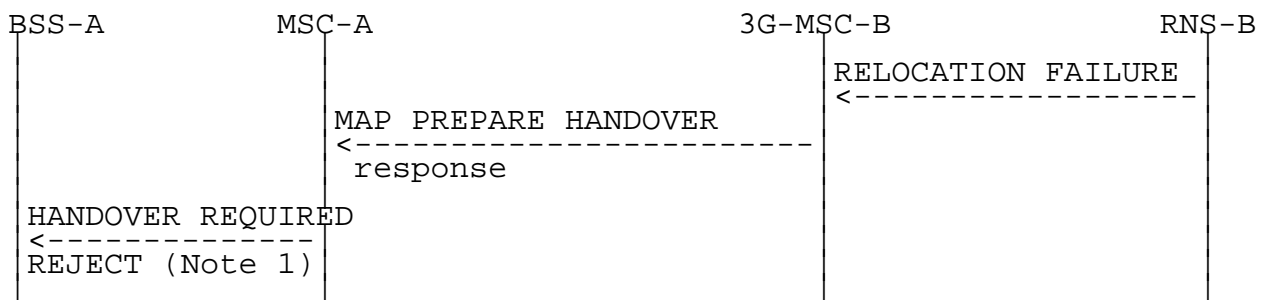 BSS-A MSC-A 3G-MSC-B RNS-B
RELOCATION FAILURE
MAP PREPARE HANDOVER
response
HANDOVER REQUIRED
REJECT (Note 1)